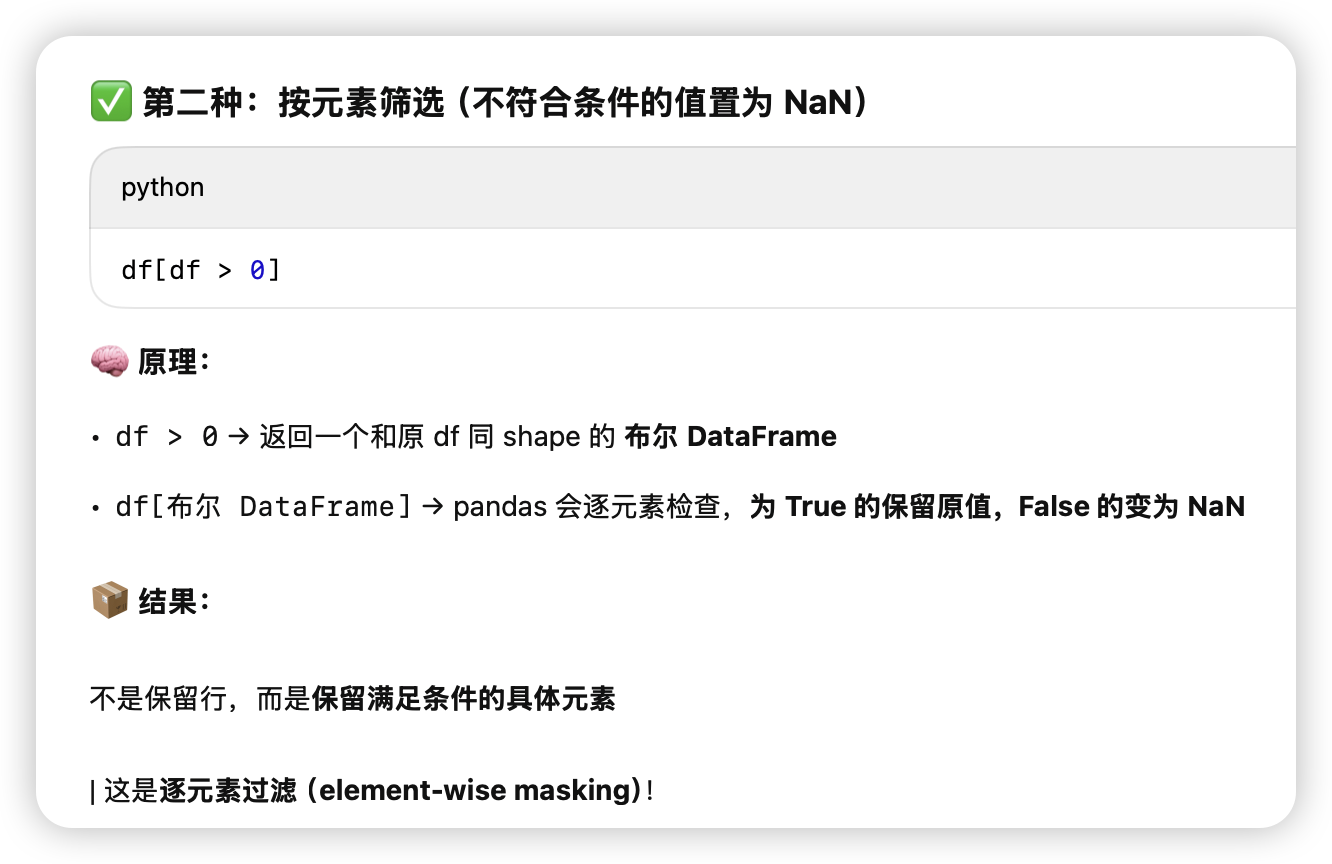 ✅ 第二种：按元素筛选（不符合条件的值置为 NaN）
python
df[df > 0]
🧠 原理：
• df > 0 → 返回一个和原 df 同 shape 的 布尔 DataFrame
• df[布尔 DataFrame] → pandas 会逐元素检查，为 True 的保留原值，False 的变为 NaN
📦 结果：
不是保留行，而是保留满足条件的具体元素
| 这是逐元素过滤（element-wise masking）！